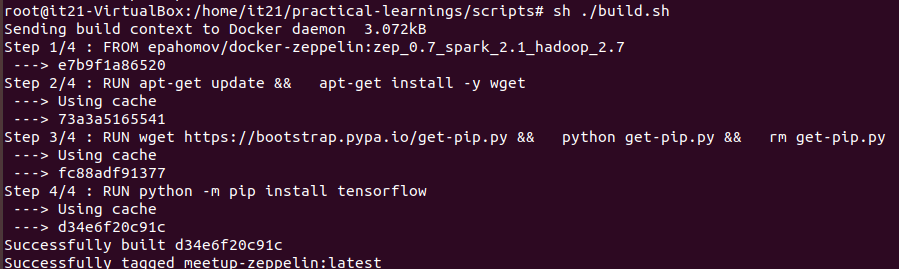 root@it21-VirtualBox:/home/it21/practical-learnings/scripts# sh ./build.sh
Sending build context to Docker daemon  3.072kB
Step 1/4 : FROM epahomov/docker-zeppelin:zep_0.7_spark_2.1_hadoop_2.7
 ---> e7b9f1a86520
Step 2/4 : RUN apt-get update &&   apt-get install -y wget
 ---> Using cache
 ---> 73a3a5165541
Step 3/4 : RUN wget https://bootstrap.pypa.io/get-pip.py &&   python get-pip.py &&   rm get-pip.py
 ---> Using cache
 ---> fc88adf91377
Step 4/4 : RUN python -m pip install tensorflow
 ---> Using cache
 ---> d34e6f20c91c
Successfully built d34e6f20c91c
Successfully tagged meetup-zeppelin:latest